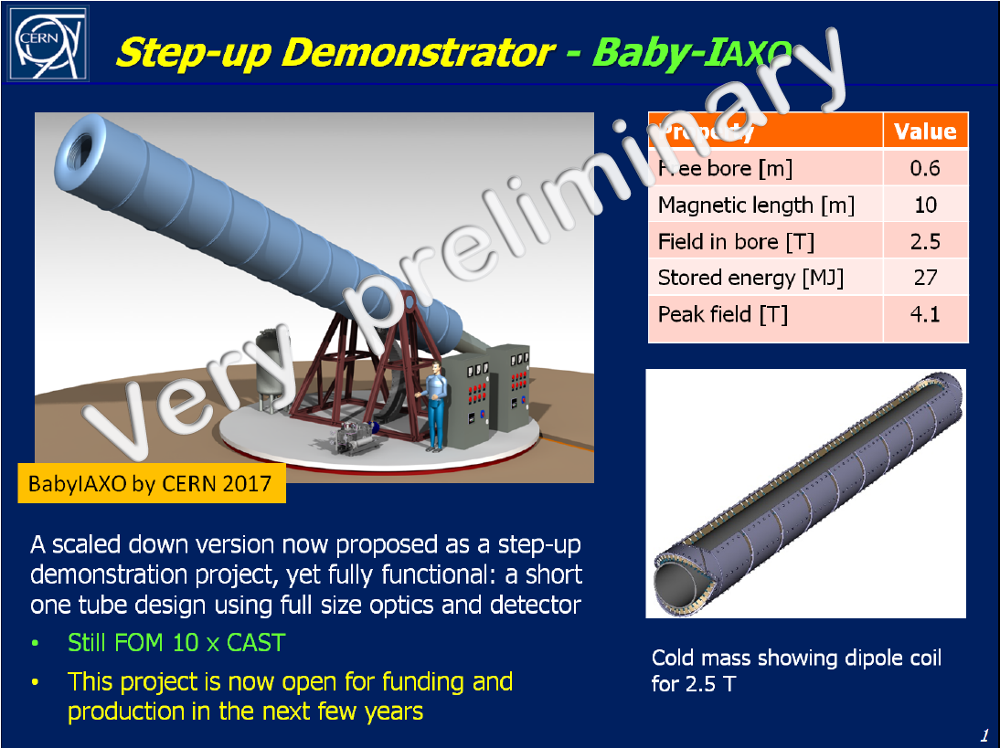 CERN
Step-up Demonstrator - Baby-IAXO
Very preliminary
Property Value
Free bore [m] 0.6
Magnetic length [m] 10
Field in bore [T] 2.5
Stored energy [MJ] 27
Peak field [T] 4.1
BabyIAXO by CERN 2017
A scaled down version now proposed as a step-up
demonstration project, yet fully functional: a short
one tube design using full size optics and detector
• Still FOM 10 x CAST
• This project is now open for funding and
production in the next few years
Cold mass showing dipole coil
for 2.5 T
1